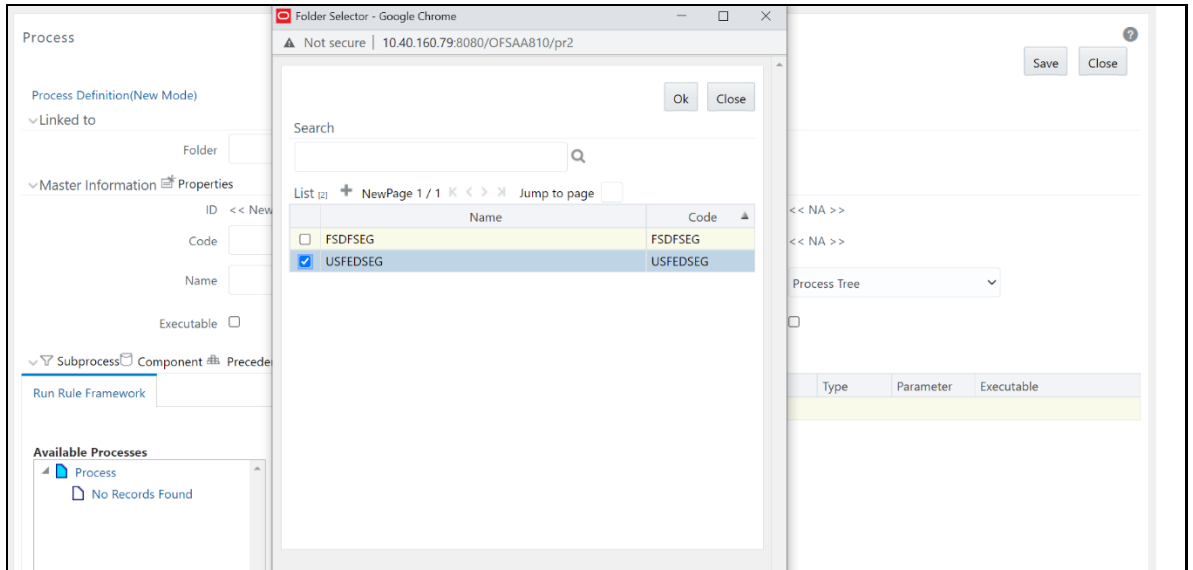 Folder Selector - Google Chrome
Not secure | 10.40.160.79:8080/OFSAA810/pr2
Process
Save Close
Process Definition(New Mode)
Linked to
Folder
Master Information Properties
ID << New
<< NA >>
Code
<< NA >>
Name
Process Tree
Executable
Subprocess Component Precede
Run Rule Framework
Type Parameter Executable
Available Processes
Process
No Records Found
Ok Close
Search
List [2] NewPage 1 / 1 Jump to page
Name Code
FSDFSEG FSDFSEG
USFEDSEG USFEDSEG